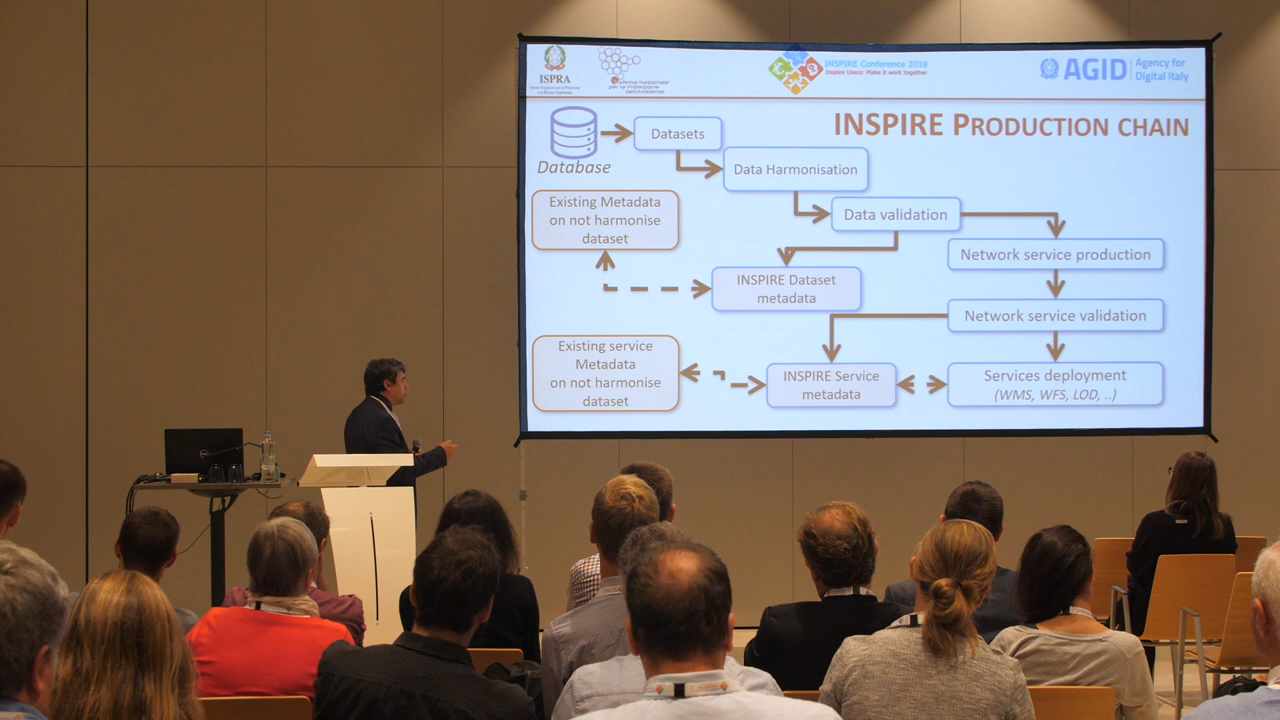 ISPRA
INSPIRE Conference 2018
Inspire Users: Make it work together
AGID
Agency for
Digital Italy
INSPIRE PRODUCTION CHAIN
Database
Datasets
Data Harmonisation
Existing Metadata
on not harmonise
dataset
Data validation
Network service production
INSPIRE Dataset
metadata
Network service validation
Existing service
Metadata
on not harmonise
dataset
INSPIRE Service
metadata
Services deployment
(WMS, WFS, LOD, ..)